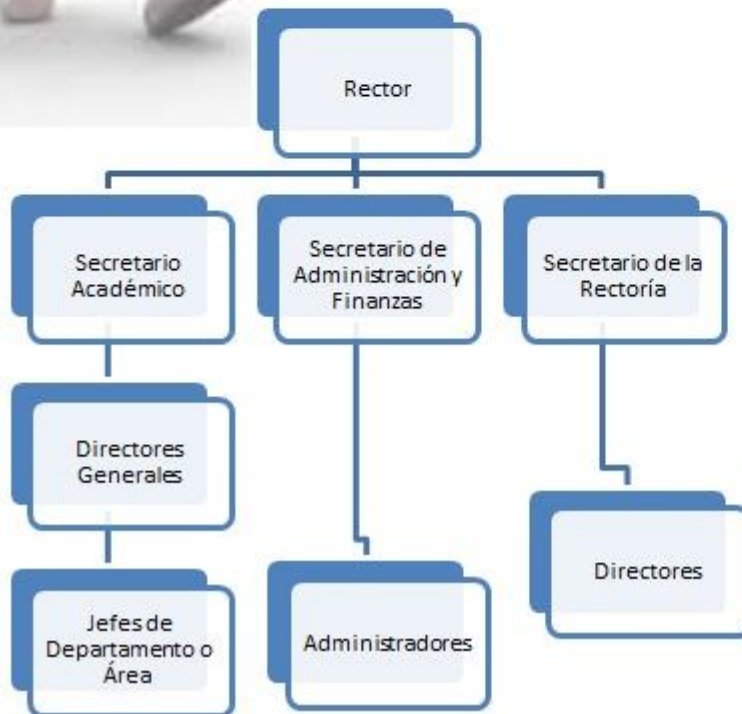 Rector
Secretario
Académico
Secretario de
Administración y
Finanzas
Secretario de la
Rectoría
Directores
Generales
Directores
Jefes de
Departamento o
Área
Administradores